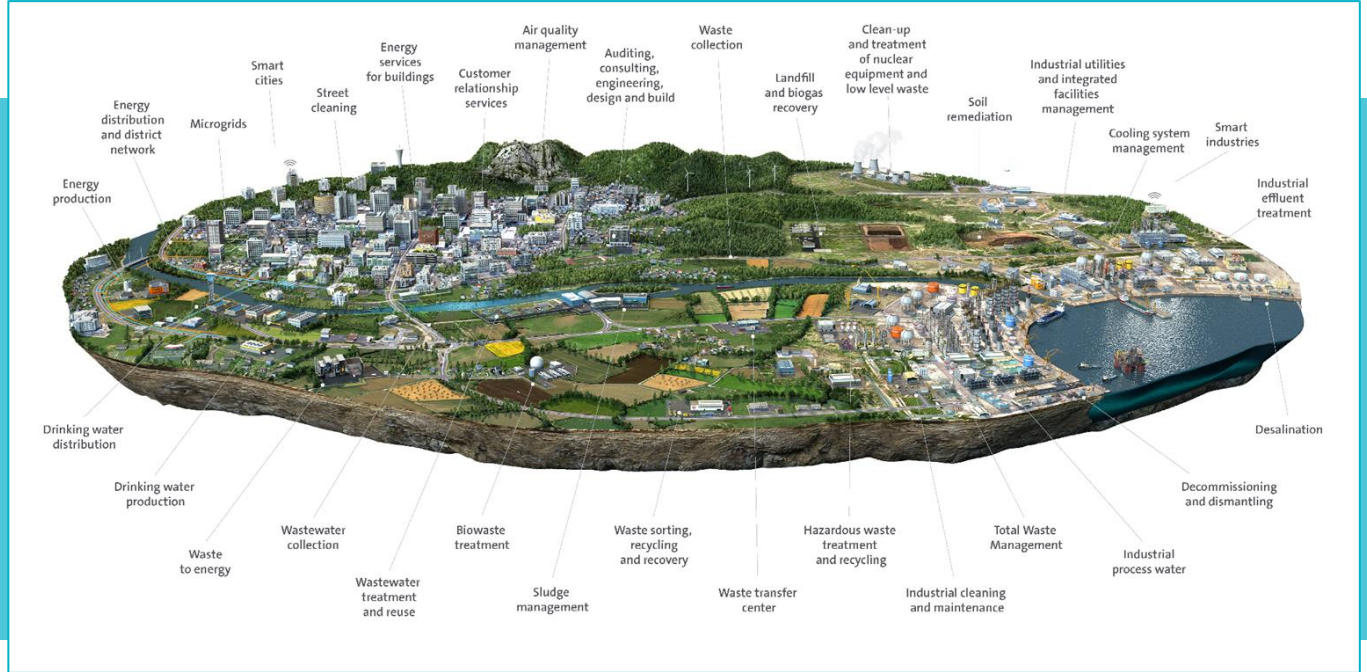 Energy
production
Energy
distribution
and district
network
Microgrids
Smart
cities
Street
cleaning
Energy
services
for buildings
Customer
relationship
services
Air quality
management
Auditing,
consulting,
engineering,
design and build
Waste
collection
Landfill
and biogas
recovery
Clean-up
and treatment
of nuclear
equipment and
low level waste
Soil
remediation
Industrial utilities
and integrated
facilities
management
Cooling system
management
Smart
industries
Industrial
effluent
treatment
Drinking water
distribution
Drinking water
production
Waste
to energy
Wastewater
collection
Wastewater
treatment
and reuse
Biowaste
treatment
Sludge
management
Waste sorting,
recycling
and recovery
Waste transfer
center
Hazardous waste
treatment
and recycling
Industrial cleaning
and maintenance
Total Waste
Management
Industrial
process water
Decommissioning
and dismantling
Desalination